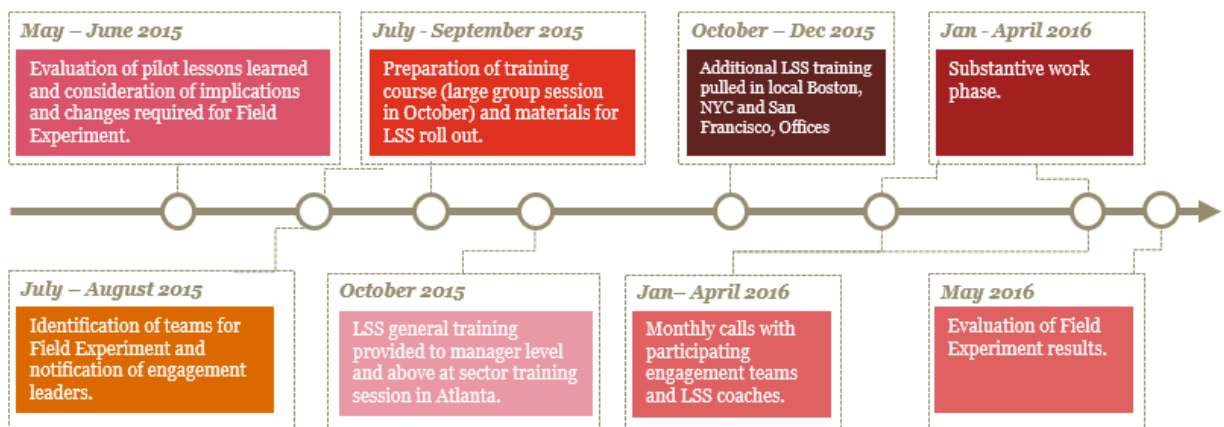 May – June 2015
Evaluation of pilot lessons learned
and consideration of implications
and changes required for Field
Experiment.
July - September 2015
Preparation of training
course (large group session
in October) and materials for
LSS roll out.
October – Dec 2015
Additional LSS training
pulled in local Boston,
NYC and San
Francisco, Offices
Jan - April 2016
Substantive work
phase.
July – August 2015
Identification of teams for
Field Experiment and
notification of engagement
leaders.
October 2015
LSS general training
provided to manager level
and above at sector training
session in Atlanta.
Jan– April 2016
Monthly calls with
participating
engagement teams
and LSS coaches.
May 2016
Evaluation of Field
Experiment results.